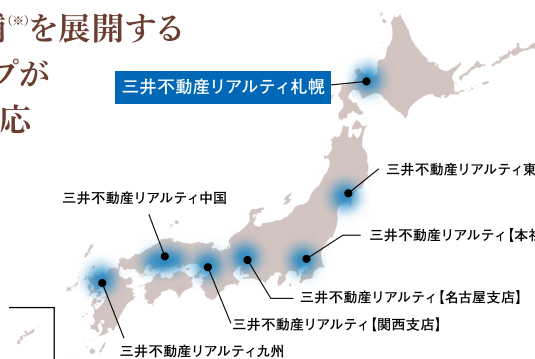 (※)を展開する
プが
応
三井不動産リアルティ札幌
三井不動産リアルティ東
三井不動産リアルティ中国
三井不動産リアルティ【本社
三井不動産リアルティ【名古屋支店】
三井不動産リアルティ【関西支店】
三井不動産リアルティ九州